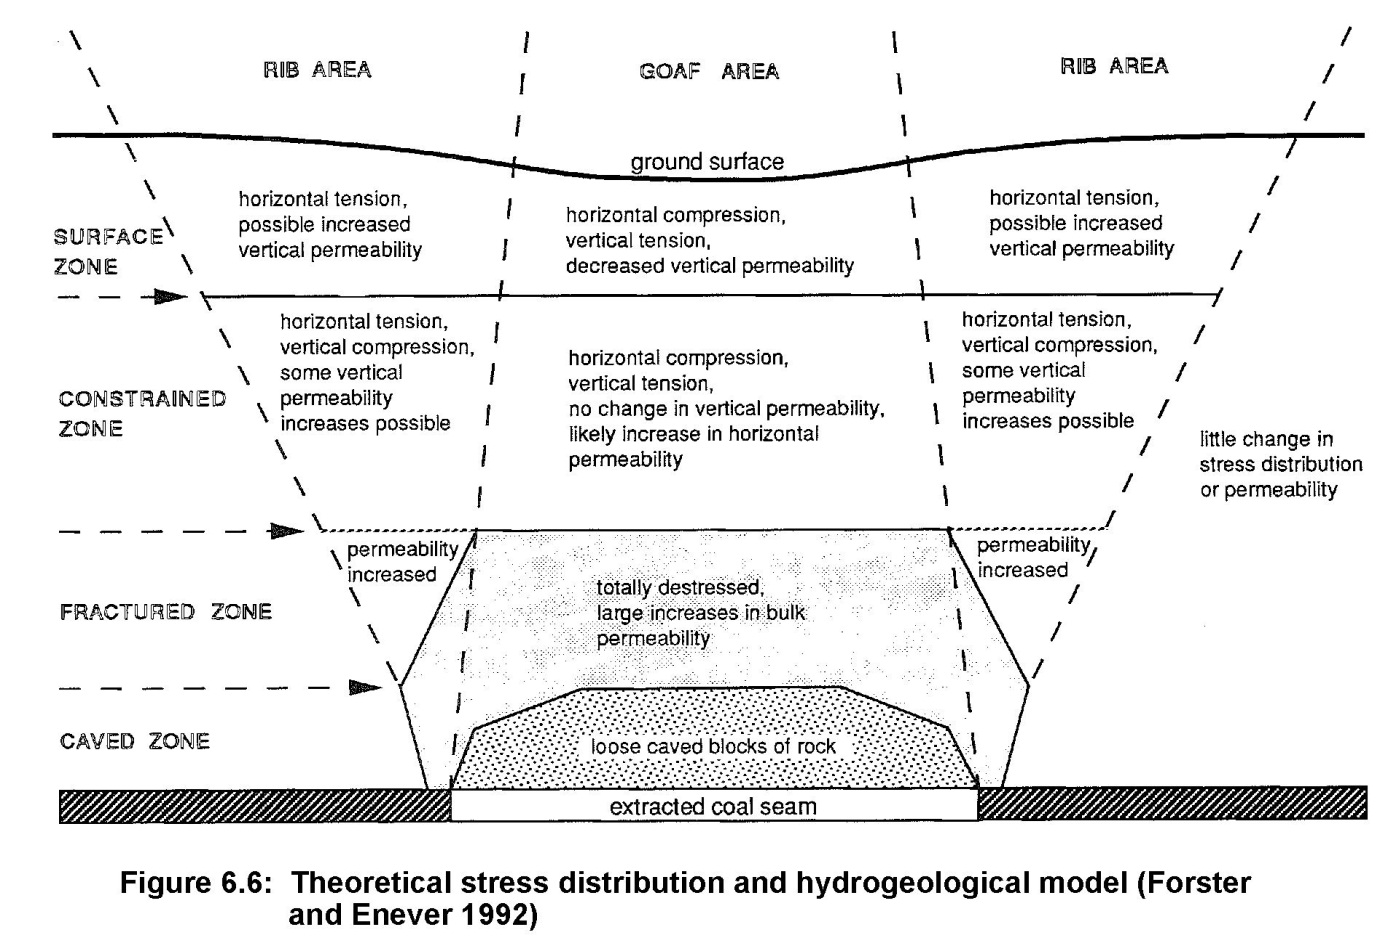 RIB AREA
GOAF AREA
RIB AREA
ground surface
horizontal tension,
possible increased
vertical permeability
horizontal compression,
vertical tension,
decreased vertical permeability
horizontal tension,
possible increased
vertical permeability
SURFACE
ZONE
horizontal tension,
vertical compression,
some vertical
permeability
increases possible
horizontal compression,
vertical tension,
no change in vertical permeability,
likely increase in horizontal
permeability
horizontal tension,
vertical compression,
some vertical
permeability
increases possible
CONSTRAINED
ZONE
little change in
stress distribution
or permeability
permeability
increased
totally destressed,
large increases in bulk
permeability
permeability
increased
FRACTURED ZONE
CAVED ZONE
loose caved blocks of rock
extracted coal seam
Figure 6.6: Theoretical stress distribution and hydrogeological model (Forster
and Enever 1992)